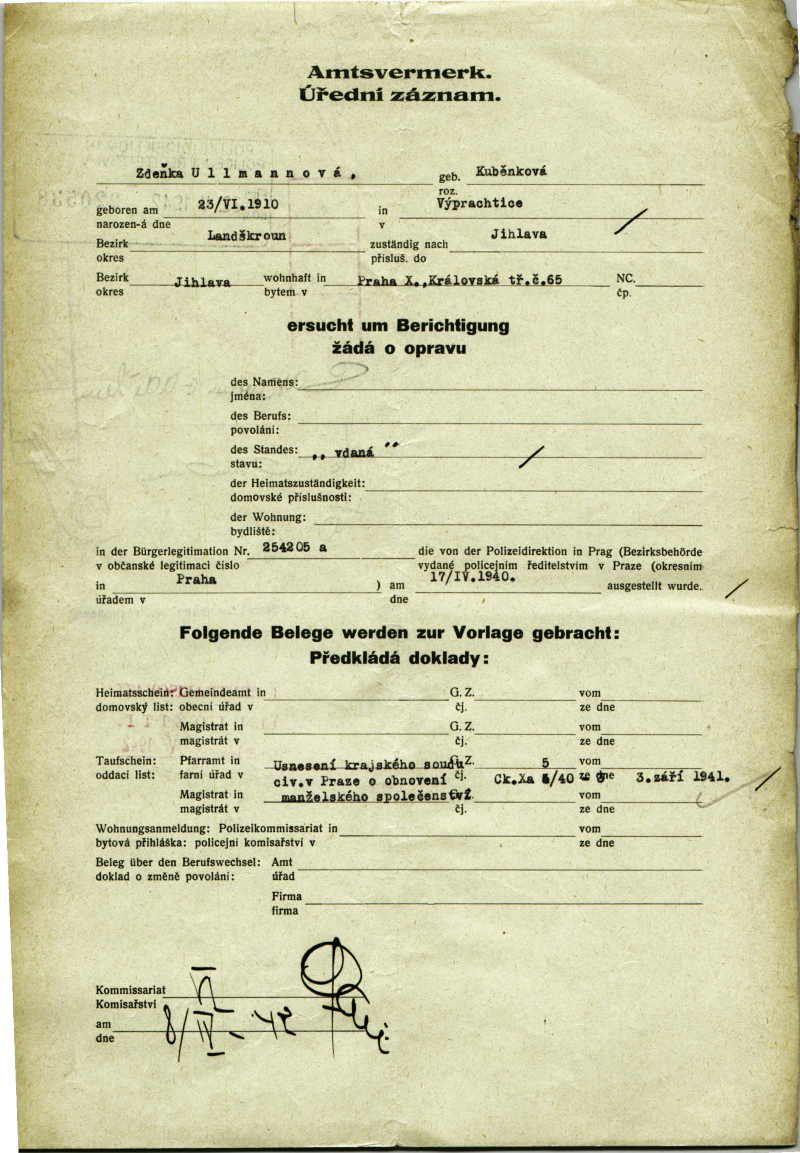 Amtsvermerk.
Úřední záznam.
Zdeňka Ullmannová, geb. Kuběnková
roz.
geboren am 23/VI.1910 in Výprachtice
narozen-á dne v
Bezirk Landškroun zuständig nach Jihlava
okres přísluš. do
Bezirk Jihlava wohnhaft in Praha X.,Královská tř.č.65 NC.
okres bytem v čp.
ersucht um Berichtigung
žádá o opravu
des Namens:
jména:
des Berufs:
povolání:
des Standes: ,, vdaná "
stavu:
der Heimatszuständigkeit:
domovské příslušnosti:
der Wohnung:
bydliště:
in der Bürgerlegitimation Nr. 254205 a die von der Polizeidirektion in Prag (Bezirksbehörde
v občanské legitimaci číslo vydané policejním ředitelstvím v Praze (okresním
in Praha ) am 17/IV.1940. ausgestellt wurde.
úřadem v dne
Folgende Belege werden zur Vorlage gebracht:
Předkládá doklady:
Heimatsschein: Gemeindeamt in G. Z. vom
domovský list: obecní úřad v čj. ze dne
Magistrat in G. Z. vom
magistrát v čj. ze dne
Taufschein: Pfarramt in Usnesení krajského soudu G. Z. 5 vom
oddací list: farní úřad v civ.v Praze o obnovení čj. Ck.Xa /40 ze dne 3.září 1941.
Magistrat in manželského společenství vom
magistrát v čj. ze dne
Wohnungsanmeldung: Polizeikommissariat in vom
bytová přihláška: policejní komisařství v ze dne
Beleg über den Berufswechsel: Amt
doklad o změně povolání: úřad
Firma
firma
Kommissariat
Komisařství
am 8/IV-42
dne